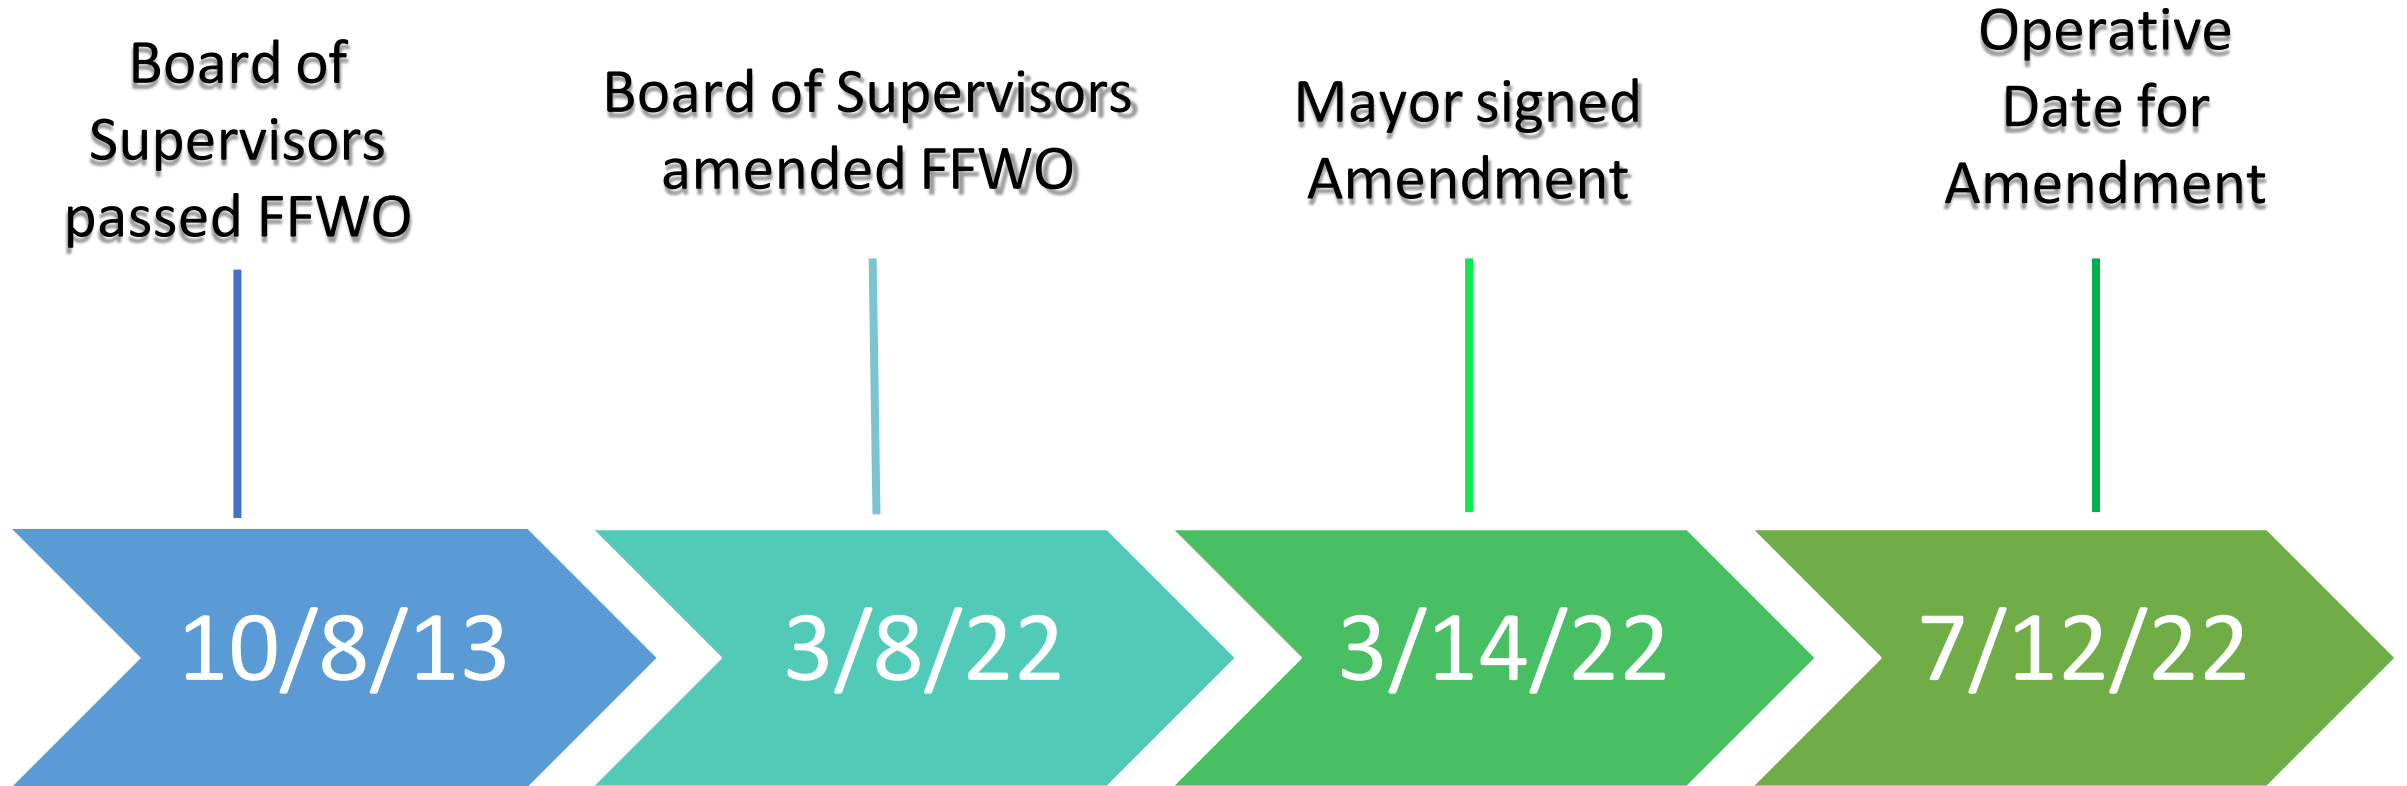 Board of
Supervisors
passed FFWO
Board of Supervisors
amended FFWO
Mayor signed
Amendment
Operative
Date for
Amendment
10/8/13
3/8/22
3/14/22
7/12/22